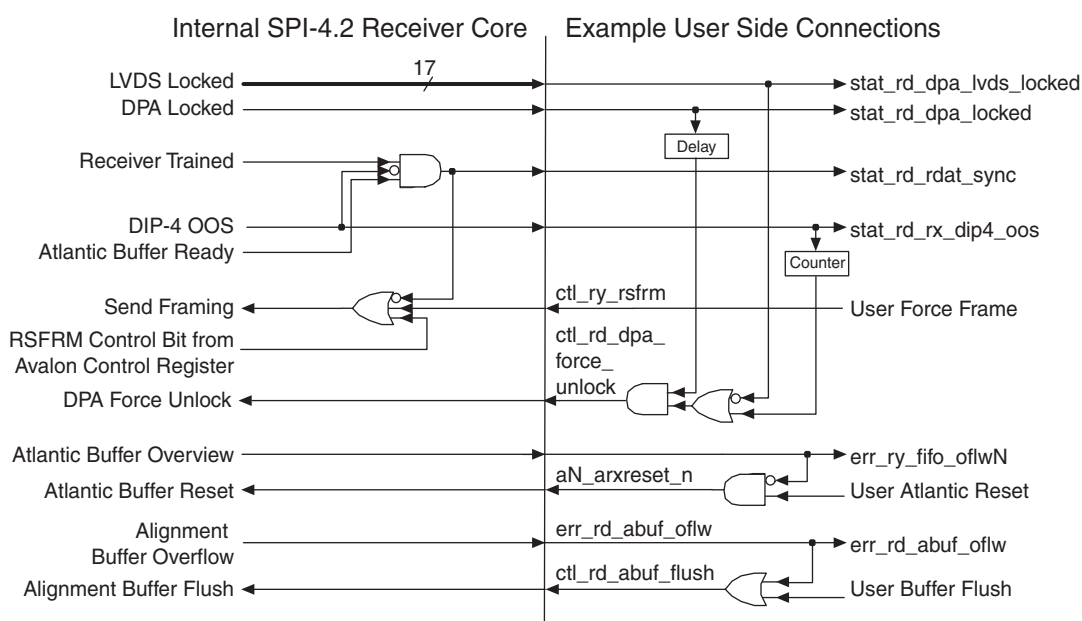 Internal SPI-4.2 Receiver Core
Example User Side Connections
LVDS Locked
17
stat_rd_dpa_lvds_locked
DPA Locked
stat_rd_dpa_locked
Delay
Receiver Trained
stat_rd_rdat_sync
DIP-4 OOS
stat_rd_rx_dip4_oos
Atlantic Buffer Ready
Counter
ctl_ry_rsfrm
Send Framing
User Force Frame
RSFRM Control Bit from
Avalon Control Register
ctl_rd_dpa_
force_
unlock
DPA Force Unlock
Atlantic Buffer Overview
err_ry_fifo_oflwN
aN_arxreset_n
Atlantic Buffer Reset
User Atlantic Reset
Alignment
Buffer Overflow
err_rd_abuf_oflw
err_rd_abuf_oflw
ctl_rd_abuf_flush
Alignment Buffer Flush
User Buffer Flush